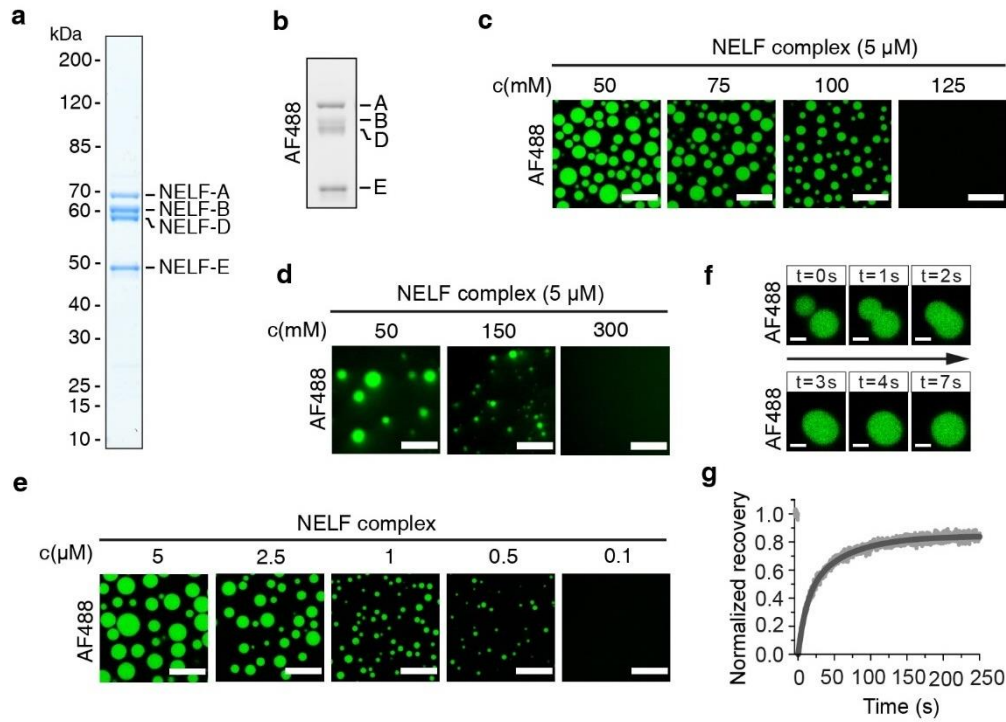 a
kDa
200 -
120 -
85 -
70 -
60 -
50 -
40 -
30 -
25 -
15 -
10 -
NELF-A
NELF-B
NELF-D
NELF-E
b
AF488
A
B
D
E
c
NELF complex (5 µM)
c(mM) 50 75 100 125
AF488
d
NELF complex (5 µM)
c(mM) 50 150 300
AF488
e
NELF complex
c(µM) 5 2.5 1 0.5 0.1
AF488
f
t=0s t=1s t=2s
AF488
t=3s t=4s t=7s
AF488
g
Normalized recovery
1.0
0.8
0.6
0.4
0.2
0.0
0 50 100 150 200 250
Time (s)